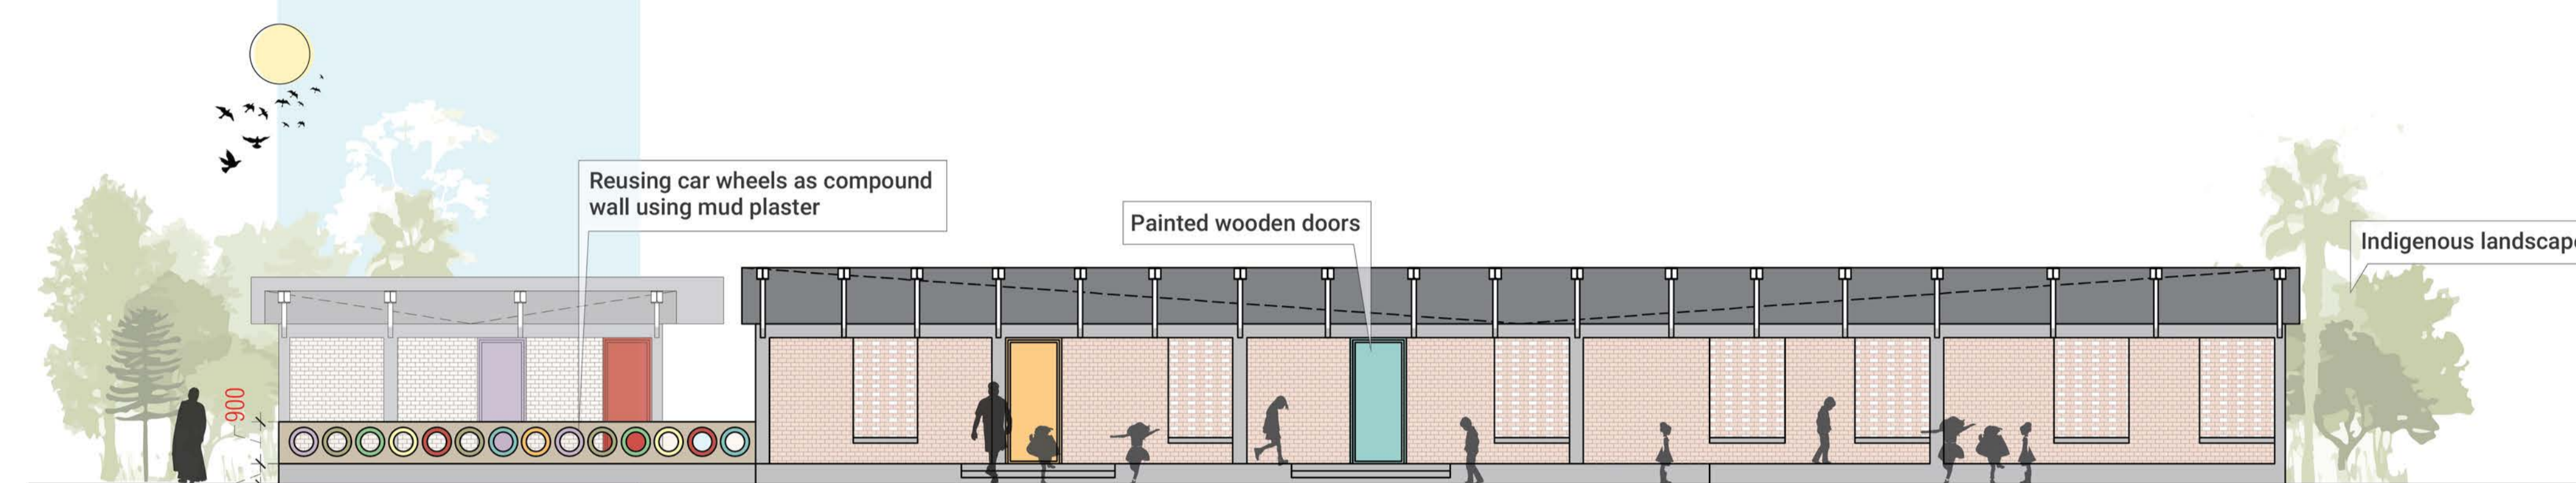 Reusing car wheels as compound
wall using mud plaster
Painted wooden doors
Indigenous landscap
900